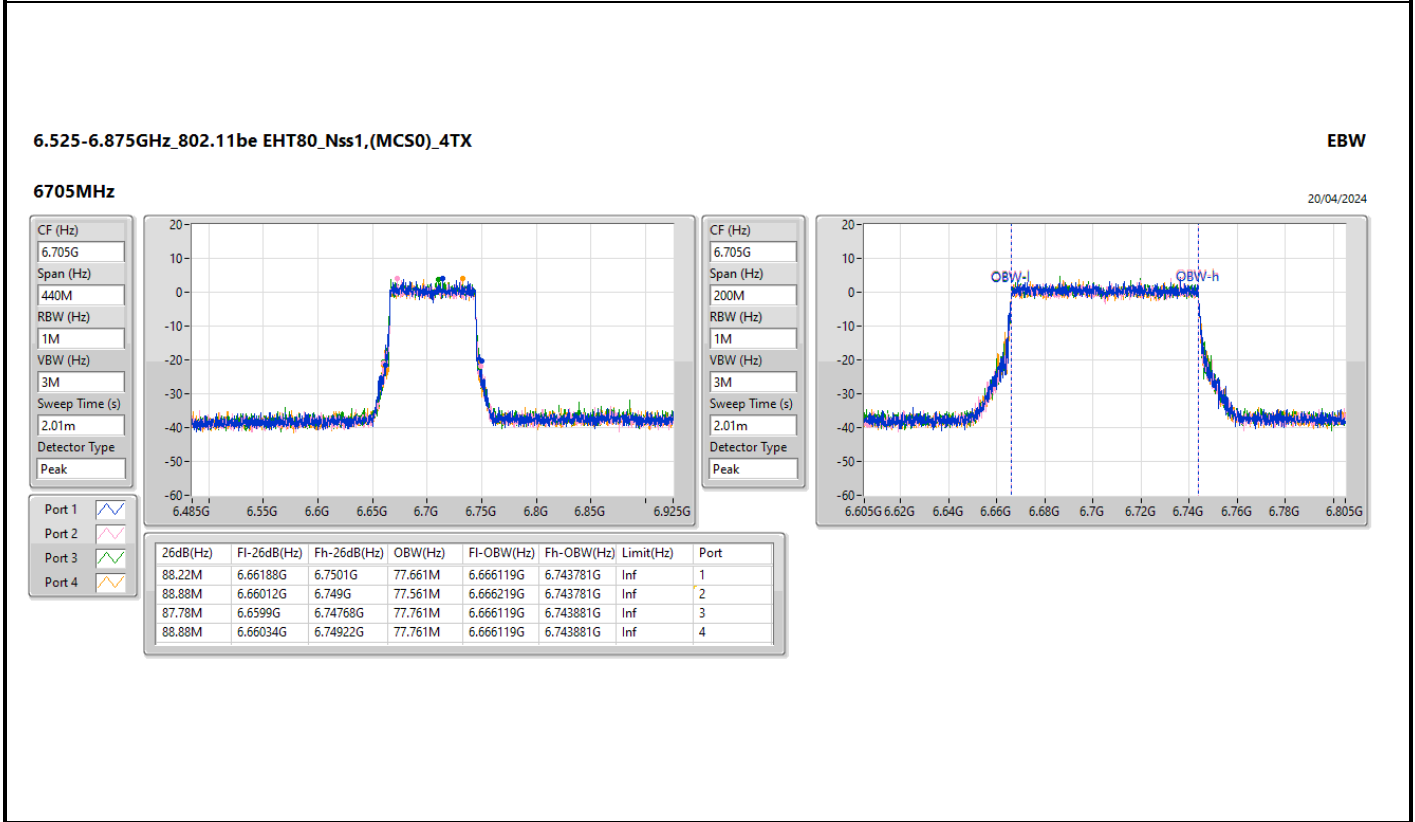 6.525-6.875GHz_802.11be EHT80_Nss1,(MCS0)_4TX
EBW
6705MHz
20/04/2024
CF (Hz)
6.705G
Span (Hz)
440M
RBW (Hz)
1M
VBW (Hz)
3M
Sweep Time (s)
2.01m
Detector Type
Peak
20
10
0
-10
-20
-30
-40
-50
-60
6.485G 6.55G 6.6G 6.65G 6.7G 6.75G 6.8G 6.85G 6.925G
CF (Hz)
6.705G
Span (Hz)
200M
RBW (Hz)
1M
VBW (Hz)
3M
Sweep Time (s)
2.01m
Detector Type
Peak
20
10
0
-10
-20
-30
-40
-50
-60
OBW-l OBW-h
6.605G 6.62G 6.64G 6.66G 6.68G 6.7G 6.72G 6.74G 6.76G 6.78G 6.805G
Port 1
Port 2
Port 3
Port 4
26dB(Hz) Fl-26dB(Hz) Fh-26dB(Hz) OBW(Hz) Fl-OBW(Hz) Fh-OBW(Hz) Limit(Hz) Port
88.22M 6.66188G 6.7501G 77.661M 6.666119G 6.743781G Inf 1
88.88M 6.66012G 6.749G 77.561M 6.666219G 6.743781G Inf 2
87.78M 6.6599G 6.74768G 77.761M 6.666119G 6.743881G Inf 3
88.88M 6.66034G 6.74922G 77.761M 6.666119G 6.743881G Inf 4